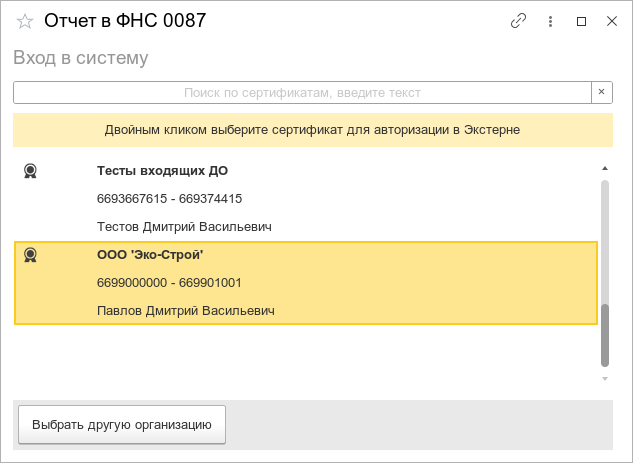 Отчет в ФНС 0087
Вход в систему
Поиск по сертификатам, введите текст
Двойным кликом выберите сертификат для авторизации в Экстерне
Тесты входящих ДО
6693667615 - 669374415
Тестов Дмитрий Васильевич
ООО 'Эко-Строй'
6699000000 - 669901001
Павлов Дмитрий Васильевич
Выбрать другую организацию